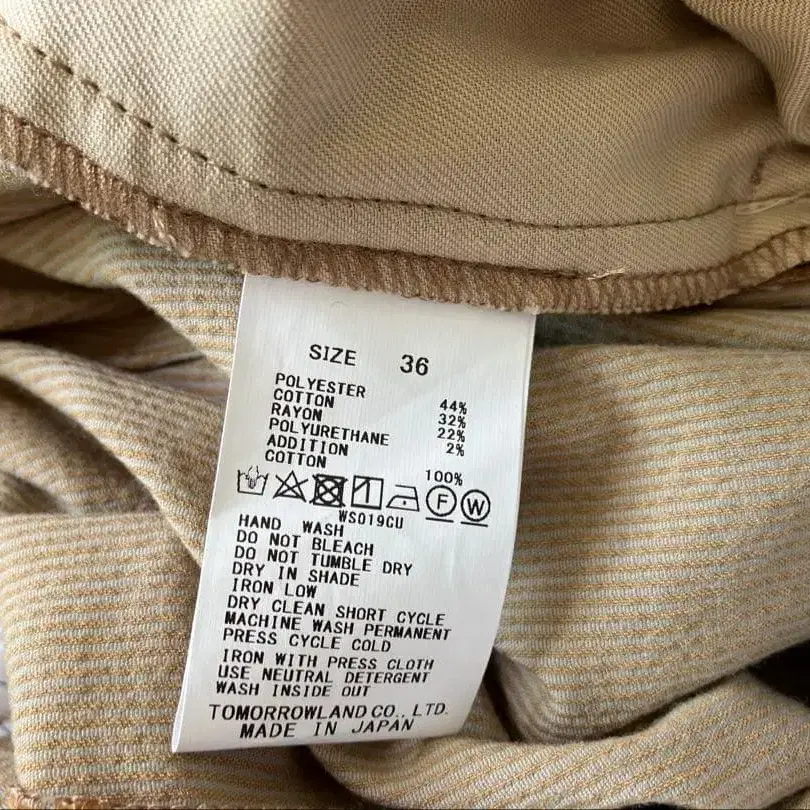 SIZE 36
POLYESTER 44%
COTTON 32%
RAYON 22%
POLYURETHANE 2%
ADDITION
COTTON 100%
F W
WS019CU
HAND WASH
DO NOT BLEACH
DO NOT TUMBLE DRY
DRY IN SHADE
IRON LOW
DRY CLEAN SHORT CYCLE
MACHINE WASH PERMANENT
PRESS CYCLE COLD
IRON WITH PRESS CLOTH
USE NEUTRAL DETERGENT
WASH INSIDE OUT
TOMORROWLAND CO., LTD.
MADE IN JAPAN